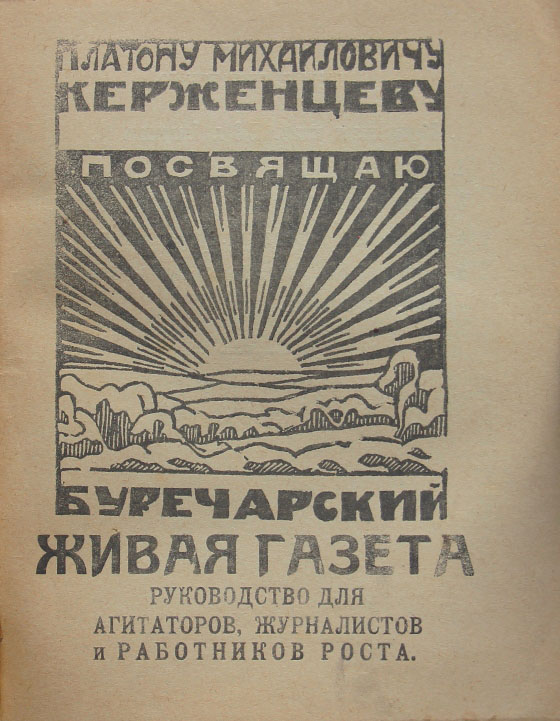 ПЛАТОНУ МИХАЙЛОВИЧУ
КЕРЖЕНЦЕВУ
ПОСВЯЩАЮ
БУРЕЧАРСКИЙ
ЖИВАЯ ГАЗЕТА
РУКОВОДСТВО ДЛЯ
АГИТАТОРОВ, ЖУРНАЛИСТОВ
и РАБОТНИКОВ РОСТА.